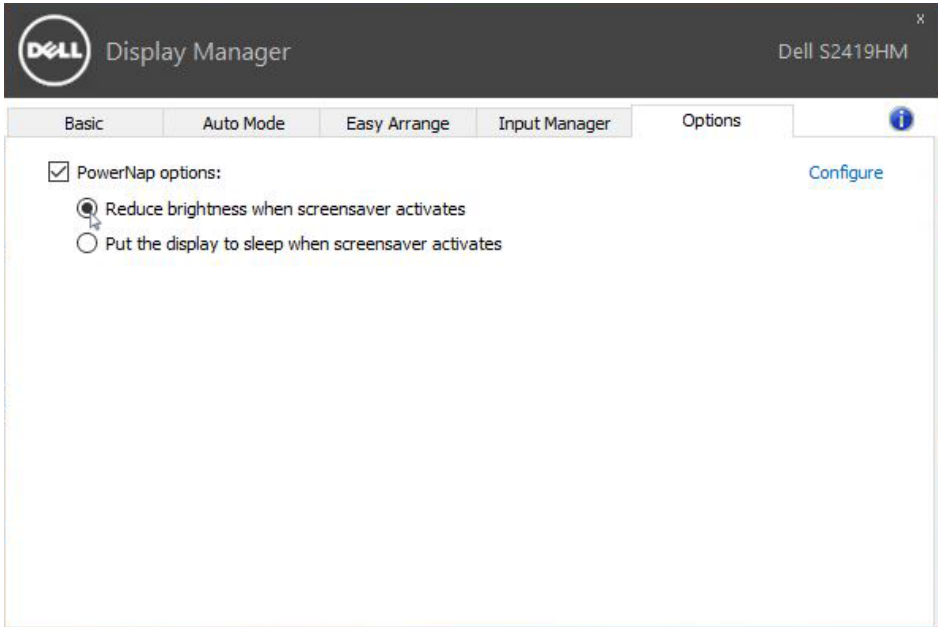 x
DELL Display Manager Dell S2419HM
Basic Auto Mode Easy Arrange Input Manager Options i
PowerNap options: Configure
Reduce brightness when screensaver activates
Put the display to sleep when screensaver activates